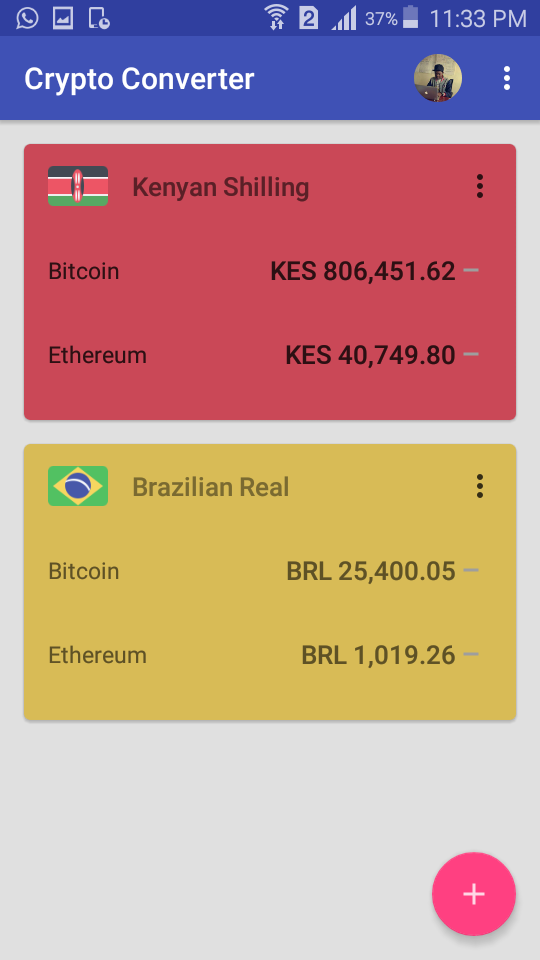 2 37% 11:33 PM
Crypto Converter
Kenyan Shilling
Bitcoin KES 806,451.62
Ethereum KES 40,749.80
Brazilian Real
Bitcoin BRL 25,400.05
Ethereum BRL 1,019.26